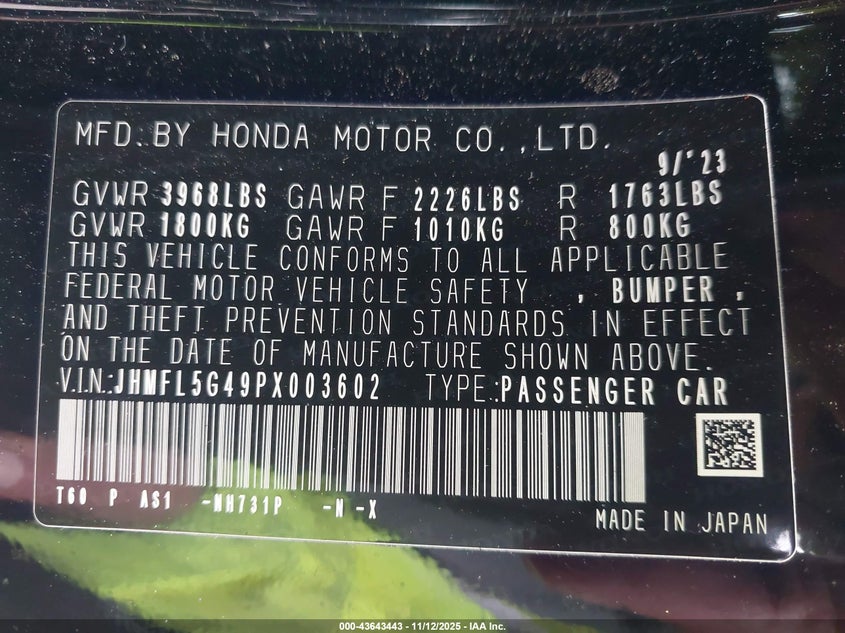 MFD. BY HONDA MOTOR CO., LTD.
9/'23
GVWR 3968LBS GAWR F 2226LBS R 1763LBS
GVWR 1800KG GAWR F 1010KG R 800KG
THIS VEHICLE CONFORMS TO ALL APPLICABLE
FEDERAL MOTOR VEHICLE SAFETY , BUMPER ,
AND THEFT PREVENTION STANDARDS IN EFFECT
ON THE DATE OF MANUFACTURE SHOWN ABOVE.
V.I.N.: JHMFL5G49PX003602 TYPE: PASSENGER CAR
T60 P AS1 -NH731P -N -X
MADE IN JAPAN
000-43643443 - 11/12/2025 - IAA Inc.